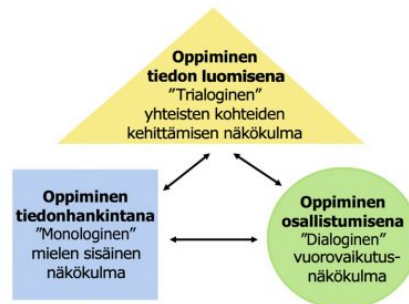 Oppiminen
tiedon luomisena
"Trialoginen"
yhteisten kohteiden
kehittämisen näkökulma
Oppiminen
tiedonhankintana
"Monologinen"
mielen sisäinen
näkökulma
Oppiminen
osallistumisena
"Dialoginen"
vuorovaikutus-
näkökulma